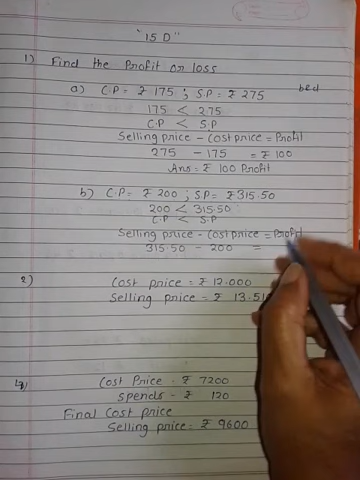 "15 D"
1) Find the Profit or loss
a) C.P = ₹ 175 ; S.P = ₹ 275
175 < 275
C.P < S.P
Selling price - Cost price = Profit
275 - 175 = ₹ 100
Ans = ₹ 100 Profit
b) C.P = ₹ 200 ; S.P = ₹ 315.50
200 < 315.50
C.P < S.P
Selling price - Cost price = Profit
315.50 - 200 =
2) Cost price = ₹ 12.000
Selling price = ₹ 13.51
Cost Price = ₹ 7200
spends - ₹ 120
Final Cost price
Selling price = ₹ 9600